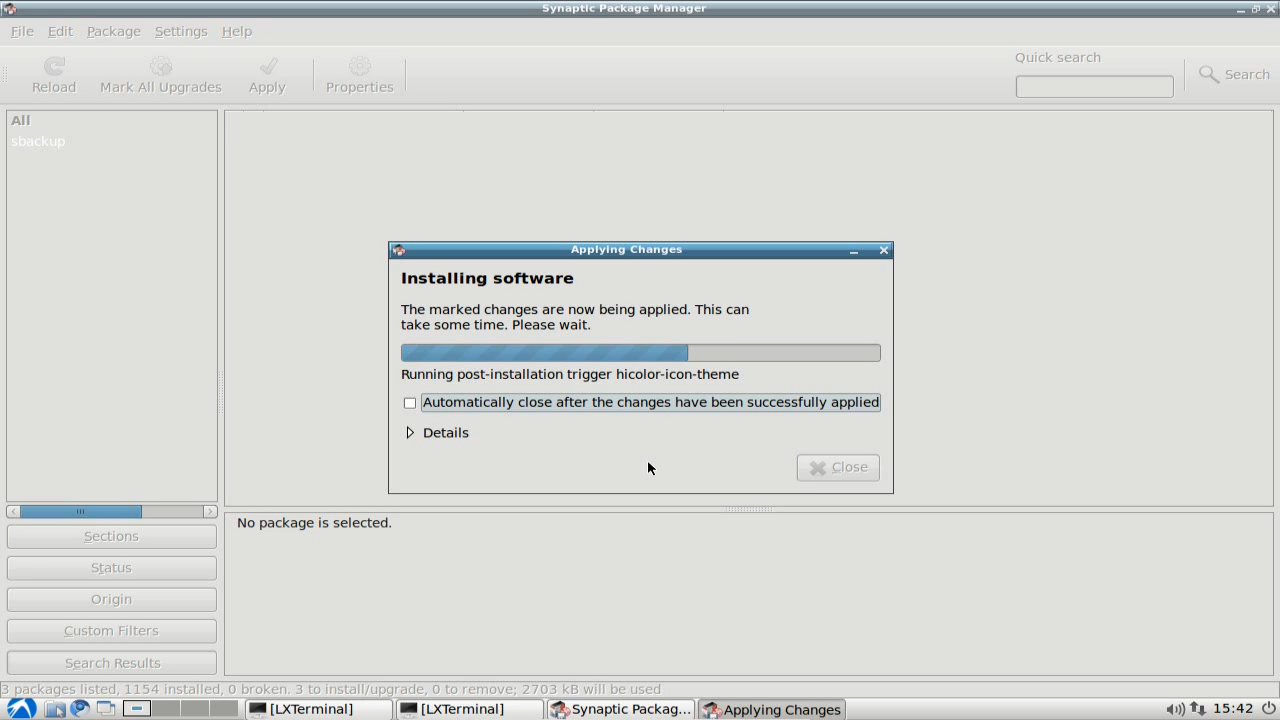 Synaptic Package Manager
File Edit Package Settings Help
Reload
Mark All Upgrades
Apply
Properties
Quick search
Search
All
sbackup
Applying Changes
Installing software
The marked changes are now being applied. This can
take some time. Please wait.
Running post-installation trigger hicolor-icon-theme
Automatically close after the changes have been successfully applied
Details
Close
No package is selected.
Sections
Status
Origin
Custom Filters
Search Results
3 packages listed, 1154 installed, 0 broken. 3 to install/upgrade, 0 to remove; 2703 kB will be used
[LXTerminal]
[LXTerminal]
Synaptic Packag...
Applying Changes
15:42